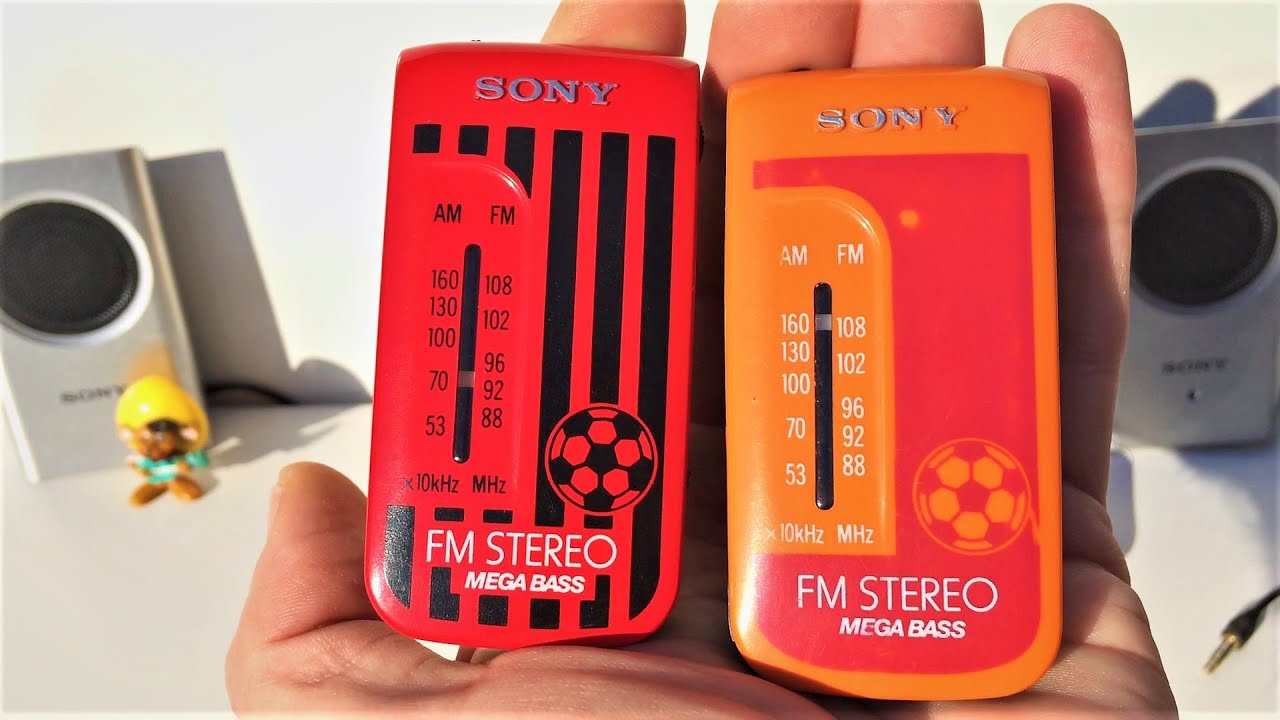 SONY
AM FM
160 108
130 102
100
96
70 92
53 88
×10kHz MHz
FM STEREO
MEGA BASS
SONY
AM FM
160 108
130 102
100
96
70 92
53 88
×10kHz MHz
FM STEREO
MEGA BASS
SONY
SONY